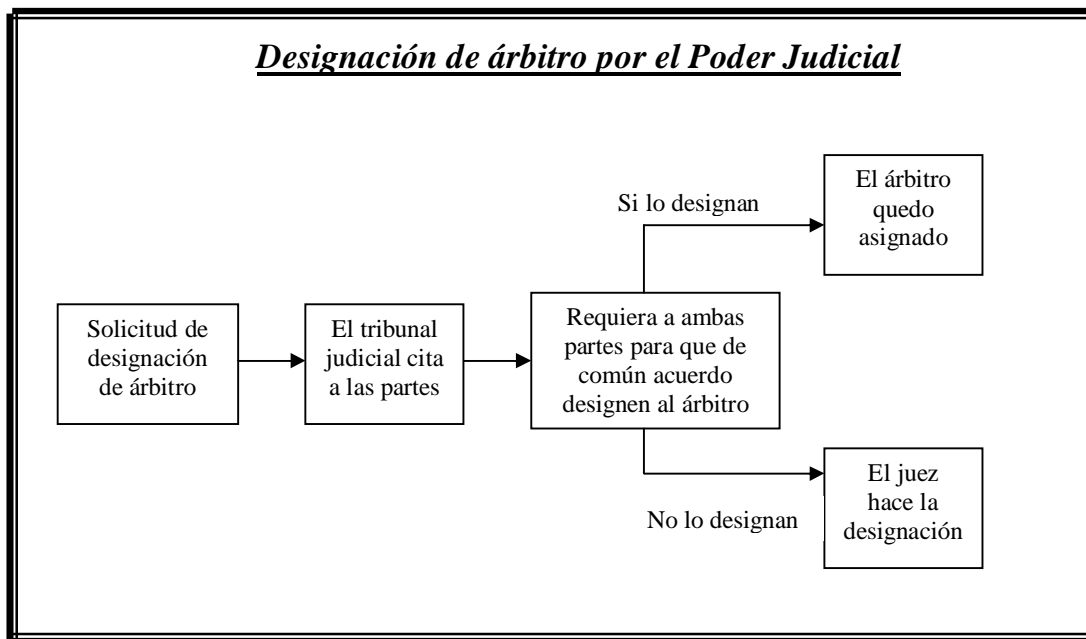 Designación de árbitro por el Poder Judicial
Solicitud de
designación
de árbitro
El tribunal
judicial cita
a las partes
Requiera a ambas
partes para que de
común acuerdo
designen al árbitro
Si lo designan
El árbitro
quedo
asignado
No lo designan
El juez
hace la
designación